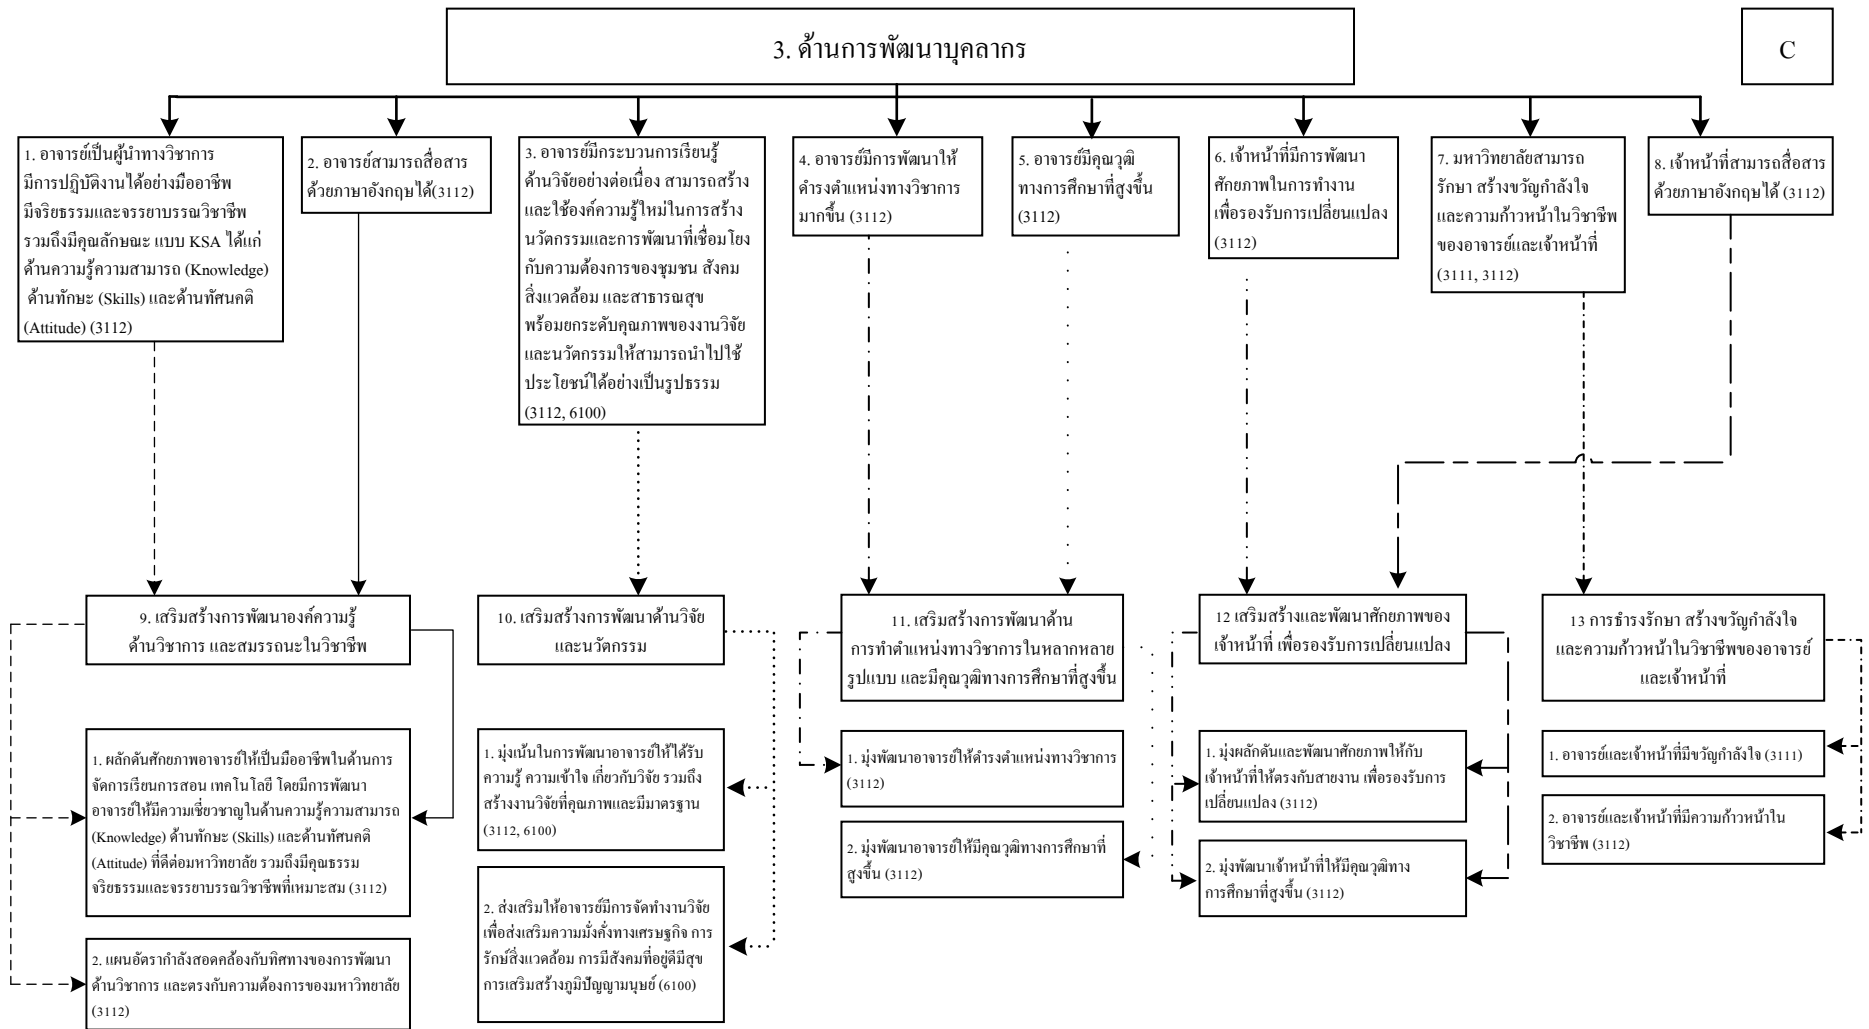 3. ด้านการพัฒนาบุคลากร
C
1. อาจารย์เป็นผู้นำทางวิชาการ
มีการปฏิบัติงานได้อย่างมืออาชีพ
มีจริยธรรมและจรรยาบรรณวิชาชีพ
รวมถึงมีคุณลักษณะ แบบ KSA ได้แก่
ด้านความรู้ความสามารถ (Knowledge)
ด้านทักษะ (Skills) และด้านทัศนคติ
(Attitude) (3112)
2. อาจารย์สามารถสื่อสาร
ด้วยภาษาอังกฤษได้(3112)
3. อาจารย์มีกระบวนการเรียนรู้
ด้านวิจัยอย่างต่อเนื่อง สามารถสร้าง
และใช้องค์ความรู้ใหม่ในการสร้าง
นวัตกรรมและการพัฒนาที่เชื่อมโยง
กับความต้องการของชุมชน สังคม
สิ่งแวดล้อม และสาธารณสุข
พร้อมยกระดับคุณภาพของงานวิจัย
และนวัตกรรมให้สามารถนำไปใช้
ประโยชน์ได้อย่างเป็นรูปธรรม
(3112, 6100)
4. อาจารย์มีการพัฒนาให้
ดำรงตำแหน่งทางวิชาการ
มากขึ้น (3112)
5. อาจารย์มีคุณวุฒิ
ทางการศึกษาที่สูงขึ้น
(3112)
6. เจ้าหน้าที่มีการพัฒนา
ศักยภาพในการทำงาน
เพื่อรองรับการเปลี่ยนแปลง
(3112)
7. มหาวิทยาลัยสามารถ
รักษา สร้างขวัญกำลังใจ
และความก้าวหน้าในวิชาชีพ
ของอาจารย์และเจ้าหน้าที่
(3111, 3112)
8. เจ้าหน้าที่สามารถสื่อสาร
ด้วยภาษาอังกฤษได้ (3112)
9. เสริมสร้างการพัฒนาองค์ความรู้
ด้านวิชาการ และสมรรถนะในวิชาชีพ
10. เสริมสร้างการพัฒนาด้านวิจัย
และนวัตกรรม
11. เสริมสร้างการพัฒนาด้าน
การทำตำแหน่งทางวิชาการในหลากหลาย
รูปแบบ และมีคุณวุฒิทางการศึกษาที่สูงขึ้น
12 เสริมสร้างและพัฒนาศักยภาพของ
เจ้าหน้าที่ เพื่อรองรับการเปลี่ยนแปลง
13 การธำรงรักษา สร้างขวัญกำลังใจ
และความก้าวหน้าในวิชาชีพของอาจารย์
และเจ้าหน้าที่
1. ผลักดันศักยภาพอาจารย์ให้เป็นมืออาชีพในด้านการ
จัดการเรียนการสอน เทคโนโลยี โดยมีการพัฒนา
อาจารย์ให้มีความเชี่ยวชาญในด้านความรู้ความสามารถ
(Knowledge) ด้านทักษะ (Skills) และด้านทัศนคติ
(Attitude) ที่ดีต่อมหาวิทยาลัย รวมถึงมีคุณธรรม
จริยธรรมและจรรยาบรรณวิชาชีพที่เหมาะสม (3112)
2. แผนอัตรากำลังสอดคล้องกับทิศทางของการพัฒนา
ด้านวิชาการ และตรงกับความต้องการของมหาวิทยาลัย
(3112)
1. มุ่งเน้นในการพัฒนาอาจารย์ให้ได้รับ
ความรู้ ความเข้าใจ เกี่ยวกับวิจัย รวมถึง
สร้างงานวิจัยที่คุณภาพและมีมาตรฐาน
(3112, 6100)
2. ส่งเสริมให้อาจารย์มีการจัดทำงานวิจัย
เพื่อส่งเสริมความมั่งคั่งทางเศรษฐกิจ การ
รักษ์สิ่งแวดล้อม การมีสังคมที่อยู่ดีมีสุข
การเสริมสร้างภูมิปัญญามนุษย์ (6100)
1. มุ่งพัฒนาอาจารย์ให้ดำรงตำแหน่งทางวิชาการ
(3112)
2. มุ่งพัฒนาอาจารย์ให้มีคุณวุฒิทางการศึกษาที่
สูงขึ้น (3112)
1. มุ่งผลักดันและพัฒนาศักยภาพให้กับ
เจ้าหน้าที่ให้ตรงกับสายงาน เพื่อรองรับการ
เปลี่ยนแปลง (3112)
2. มุ่งพัฒนาเจ้าหน้าที่ให้มีคุณวุฒิทาง
การศึกษาที่สูงขึ้น (3112)
1. อาจารย์และเจ้าหน้าที่มีขวัญกำลังใจ (3111)
2. อาจารย์และเจ้าหน้าที่มีความก้าวหน้าใน
วิชาชีพ (3112)